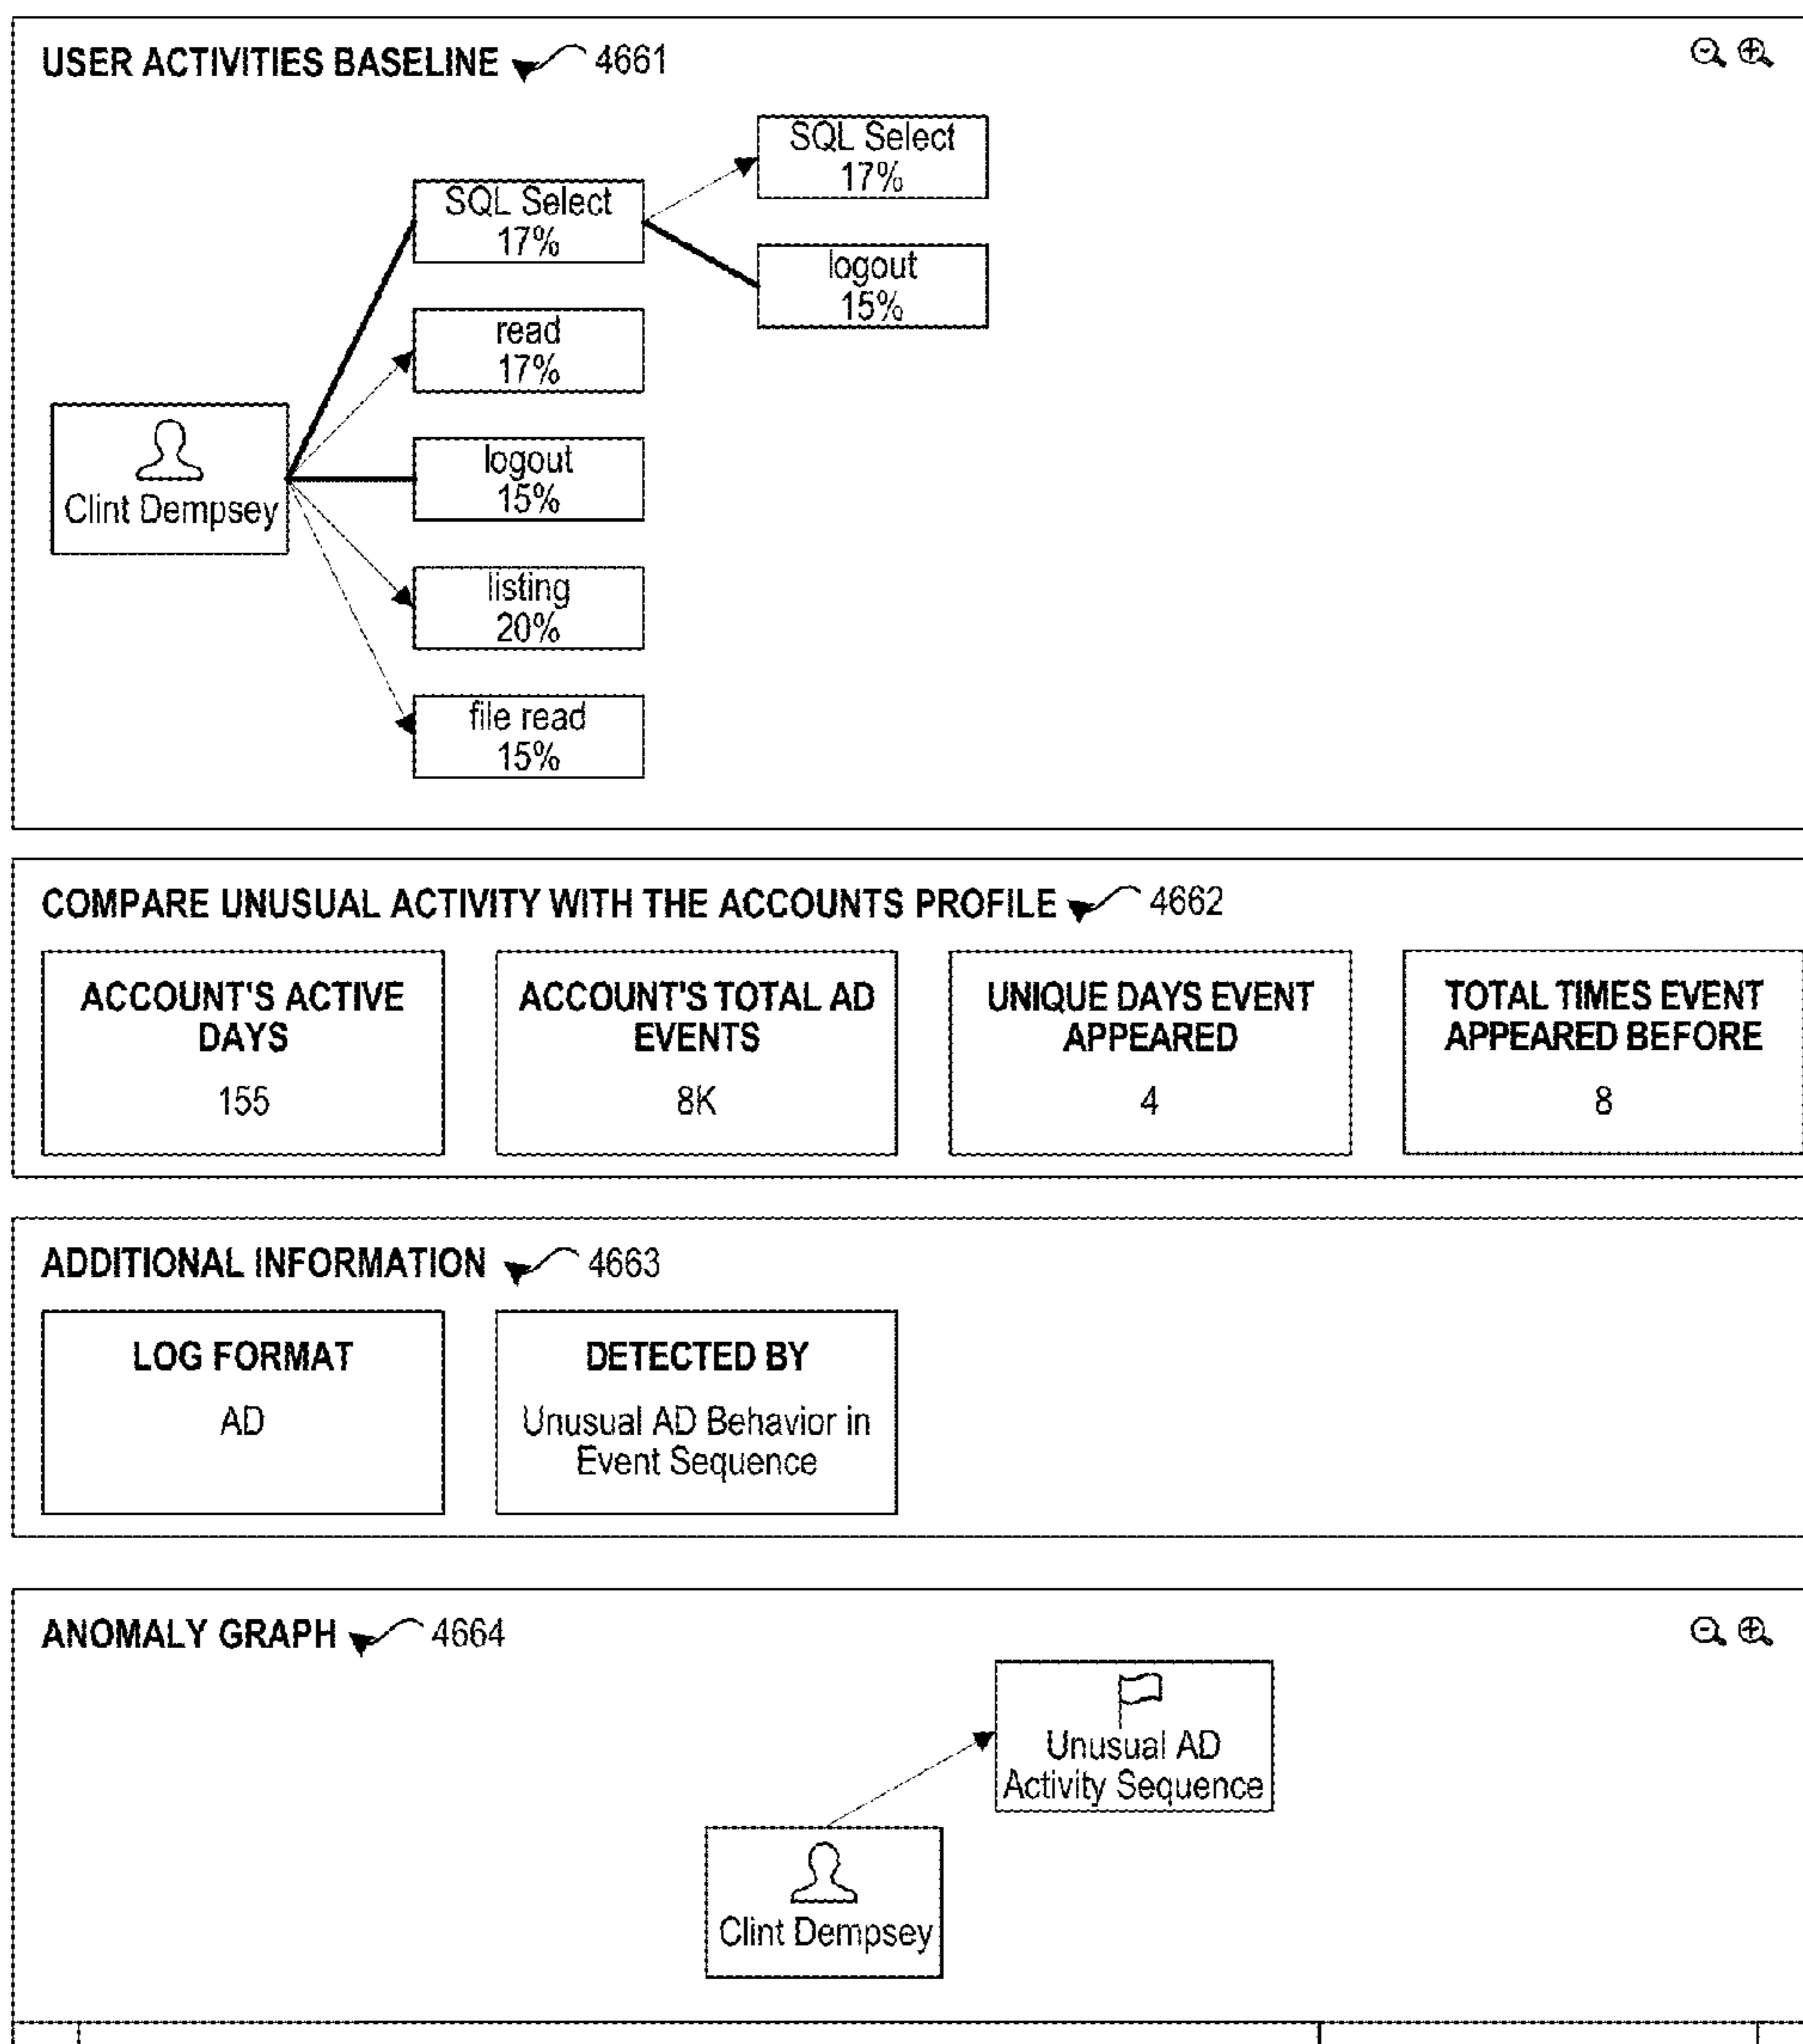 USER ACTIVITIES BASELINE 4661
SQL Select
17%
logout
15%
SQL Select
17%
read
17%
logout
15%
listing
20%
file read
15%
Clint Dempsey
COMPARE UNUSUAL ACTIVITY WITH THE ACCOUNTS PROFILE 4662
ACCOUNT'S ACTIVE
DAYS
155
ACCOUNT'S TOTAL AD
EVENTS
8K
UNIQUE DAYS EVENT
APPEARED
4
TOTAL TIMES EVENT
APPEARED BEFORE
8
ADDITIONAL INFORMATION 4663
LOG FORMAT
AD
DETECTED BY
Unusual AD Behavior in
Event Sequence
ANOMALY GRAPH 4664
Unusual AD
Activity Sequence
Clint Dempsey